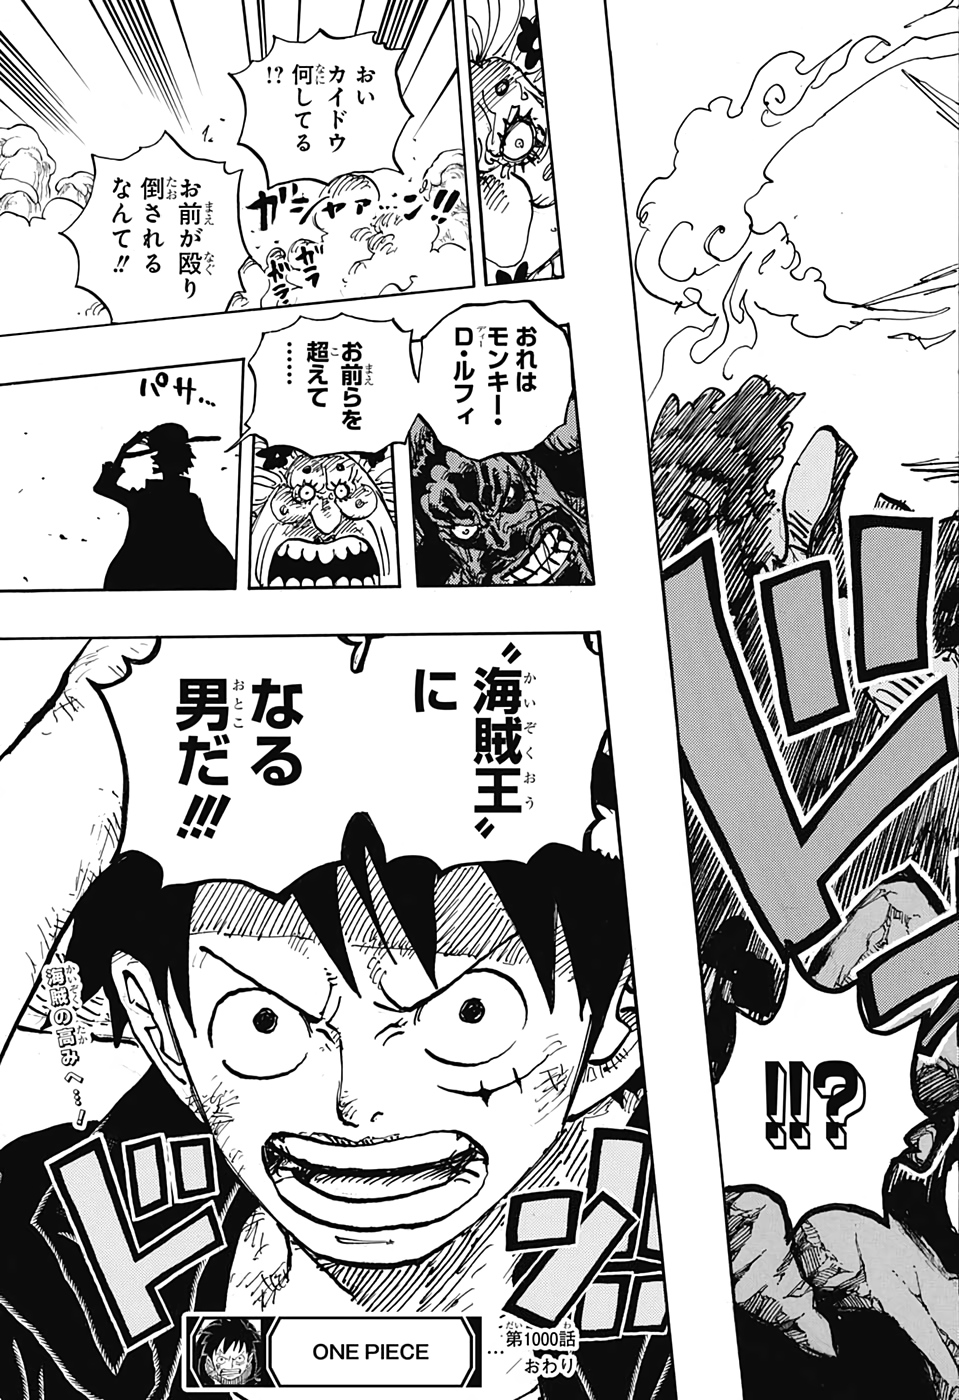 ドン
!!?
おい
カイドウ
何してる
!?
ガシャァ…ン!!
ガラ
ガラ
お前が殴り
倒される
なんて!!
おれは
モンキー・
D・ルフィ
お前らを
超えて
……
パサ…
〝海賊王〟
に
なる
男だ!!!
海賊の高みへ…!
ドン
ONE PIECE
…第1000話
／おわり